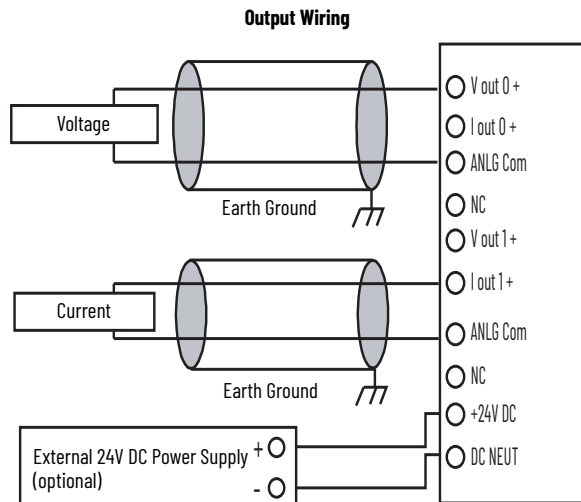 Output Wiring
V out 0 +
I out 0 +
Voltage
ANLG Com
Earth Ground
NC
V out 1 +
I out 1 +
Current
ANLG Com
Earth Ground
NC
+24V DC
External 24V DC Power Supply +
(optional) -
DC NEUT